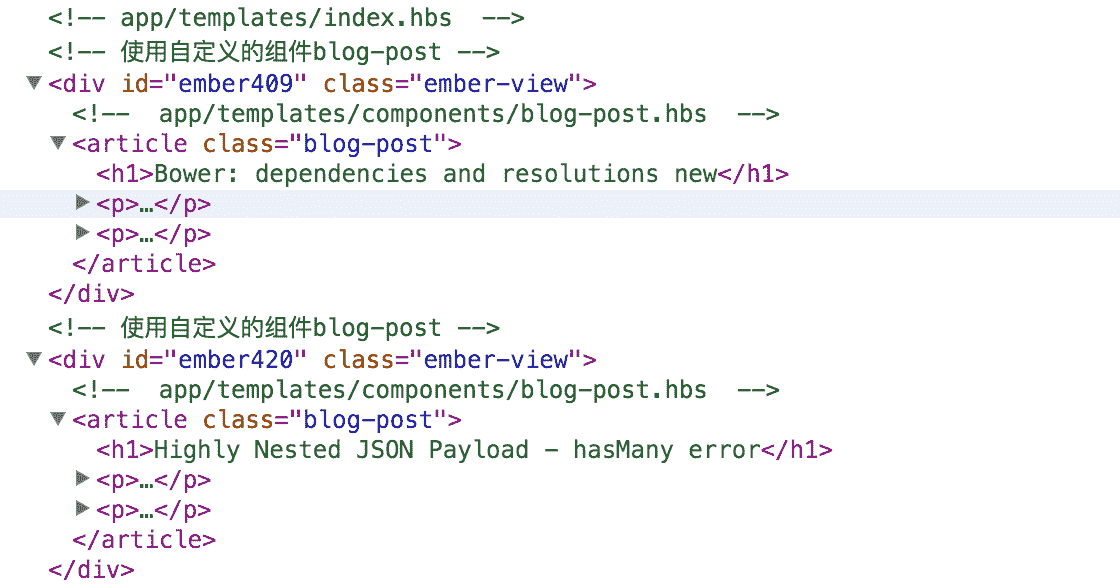 <!-- app/templates/index.hbs  -->
<!-- 使用自定义的组件blog-post -->
▼<div id="ember409" class="ember-view">
<!--  app/templates/components/blog-post.hbs  -->
▼<article class="blog-post">
<h1>Bower: dependencies and resolutions new</h1>
▶<p>…</p>
▶<p>…</p>
</article>
</div>
<!-- 使用自定义的组件blog-post -->
▼<div id="ember420" class="ember-view">
<!--  app/templates/components/blog-post.hbs  -->
▼<article class="blog-post">
<h1>Highly Nested JSON Payload - hasMany error</h1>
▶<p>…</p>
▶<p>…</p>
</article>
</div>